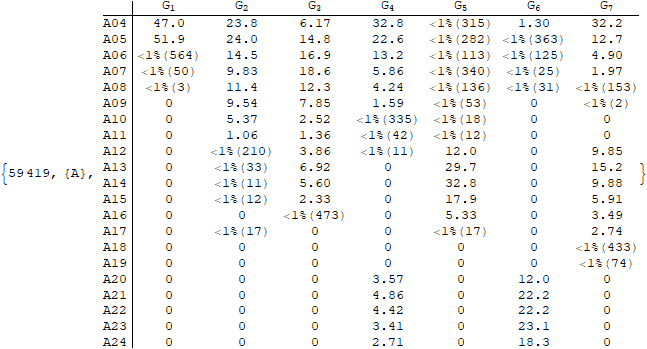 G₁ G₂ G₃ G₄ G₅ G₆ G₇
A04 47.0 23.8 6.17 32.8 <1%(315) 1.30 32.2
A05 51.9 24.0 14.8 22.6 <1%(282) <1%(363) 12.7
A06 <1%(564) 14.5 16.9 13.2 <1%(113) <1%(125) 4.90
A07 <1%(50) 9.83 18.6 5.86 <1%(340) <1%(25) 1.97
A08 <1%(3) 11.4 12.3 4.24 <1%(136) <1%(31) <1%(153)
A09 0 9.54 7.85 1.59 <1%(53) 0 <1%(2)
A10 0 5.37 2.52 <1%(335) <1%(18) 0 0
A11 0 1.06 1.36 <1%(42) <1%(12) 0 0
A12 0 <1%(210) 3.86 <1%(11) 12.0 0 9.85
{59419, {A}, A13 0 <1%(33) 6.92 0 29.7 0 15.2 }
A14 0 <1%(11) 5.60 0 32.8 0 9.88
A15 0 <1%(12) 2.33 0 17.9 0 5.91
A16 0 0 <1%(473) 0 5.33 0 3.49
A17 0 <1%(17) 0 0 <1%(17) 0 2.74
A18 0 0 0 0 0 0 <1%(433)
A19 0 0 0 0 0 0 <1%(74)
A20 0 0 0 3.57 0 12.0 0
A21 0 0 0 4.86 0 22.2 0
A22 0 0 0 4.42 0 22.2 0
A23 0 0 0 3.41 0 23.1 0
A24 0 0 0 2.71 0 18.3 0